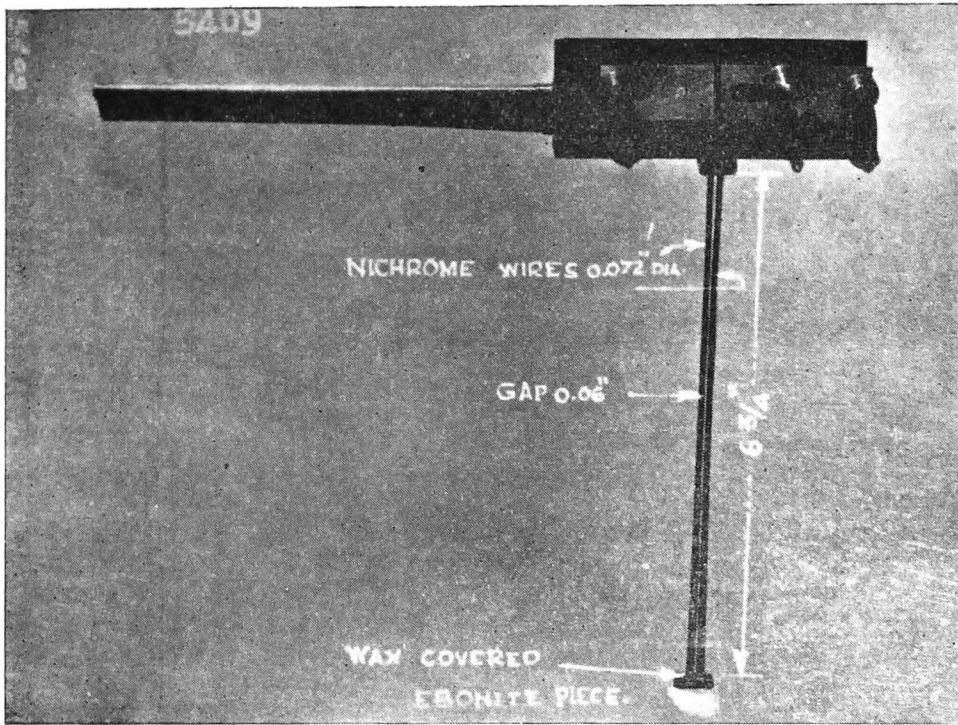 5409
NICHROME WIRES 0.072" DIA.
GAP 0.06"
6 3/4"
WAX COVERED
EBONITE PIECE.